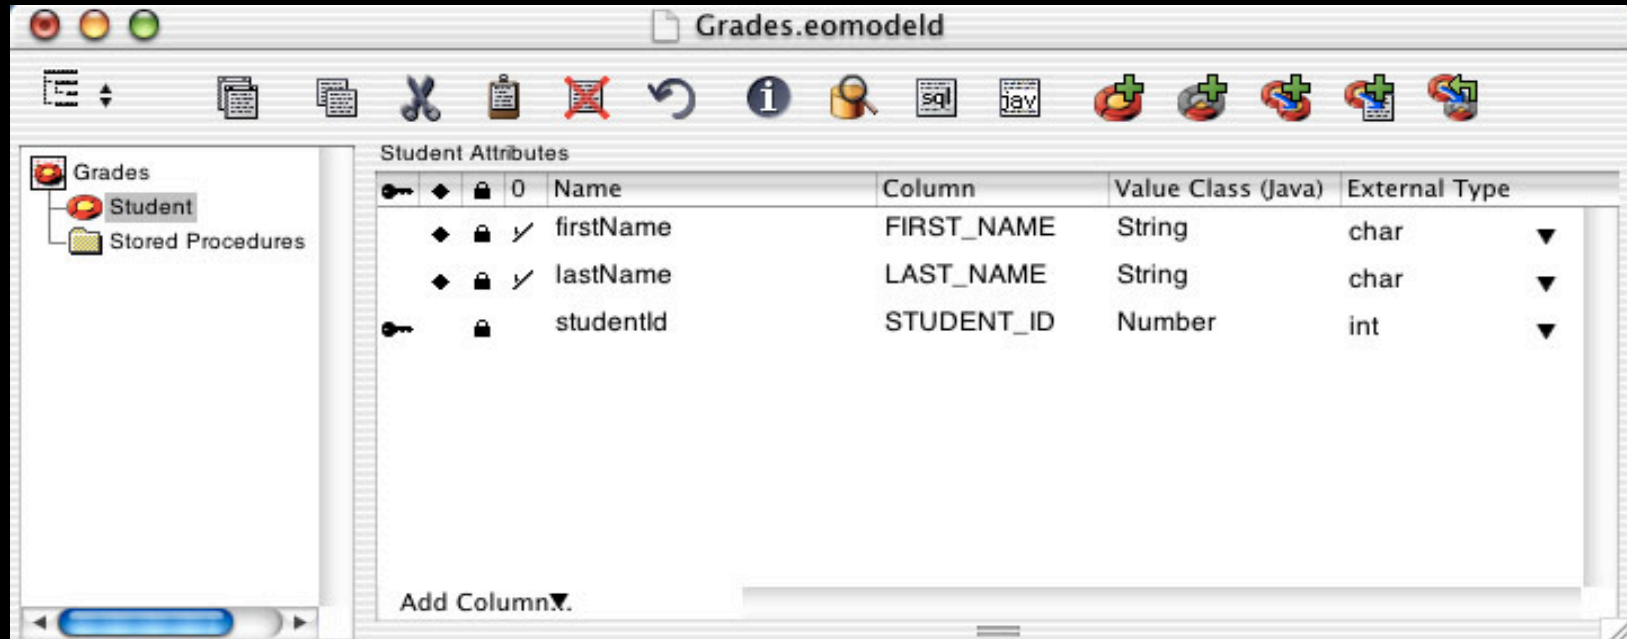 Grades.eomodeld
sql
jav
Grades
Student
Stored Procedures
Student Attributes
0 Name Column Value Class (Java) External Type
firstName FIRST_NAME String char
lastName LAST_NAME String char
studentId STUDENT_ID Number int
Add Column...